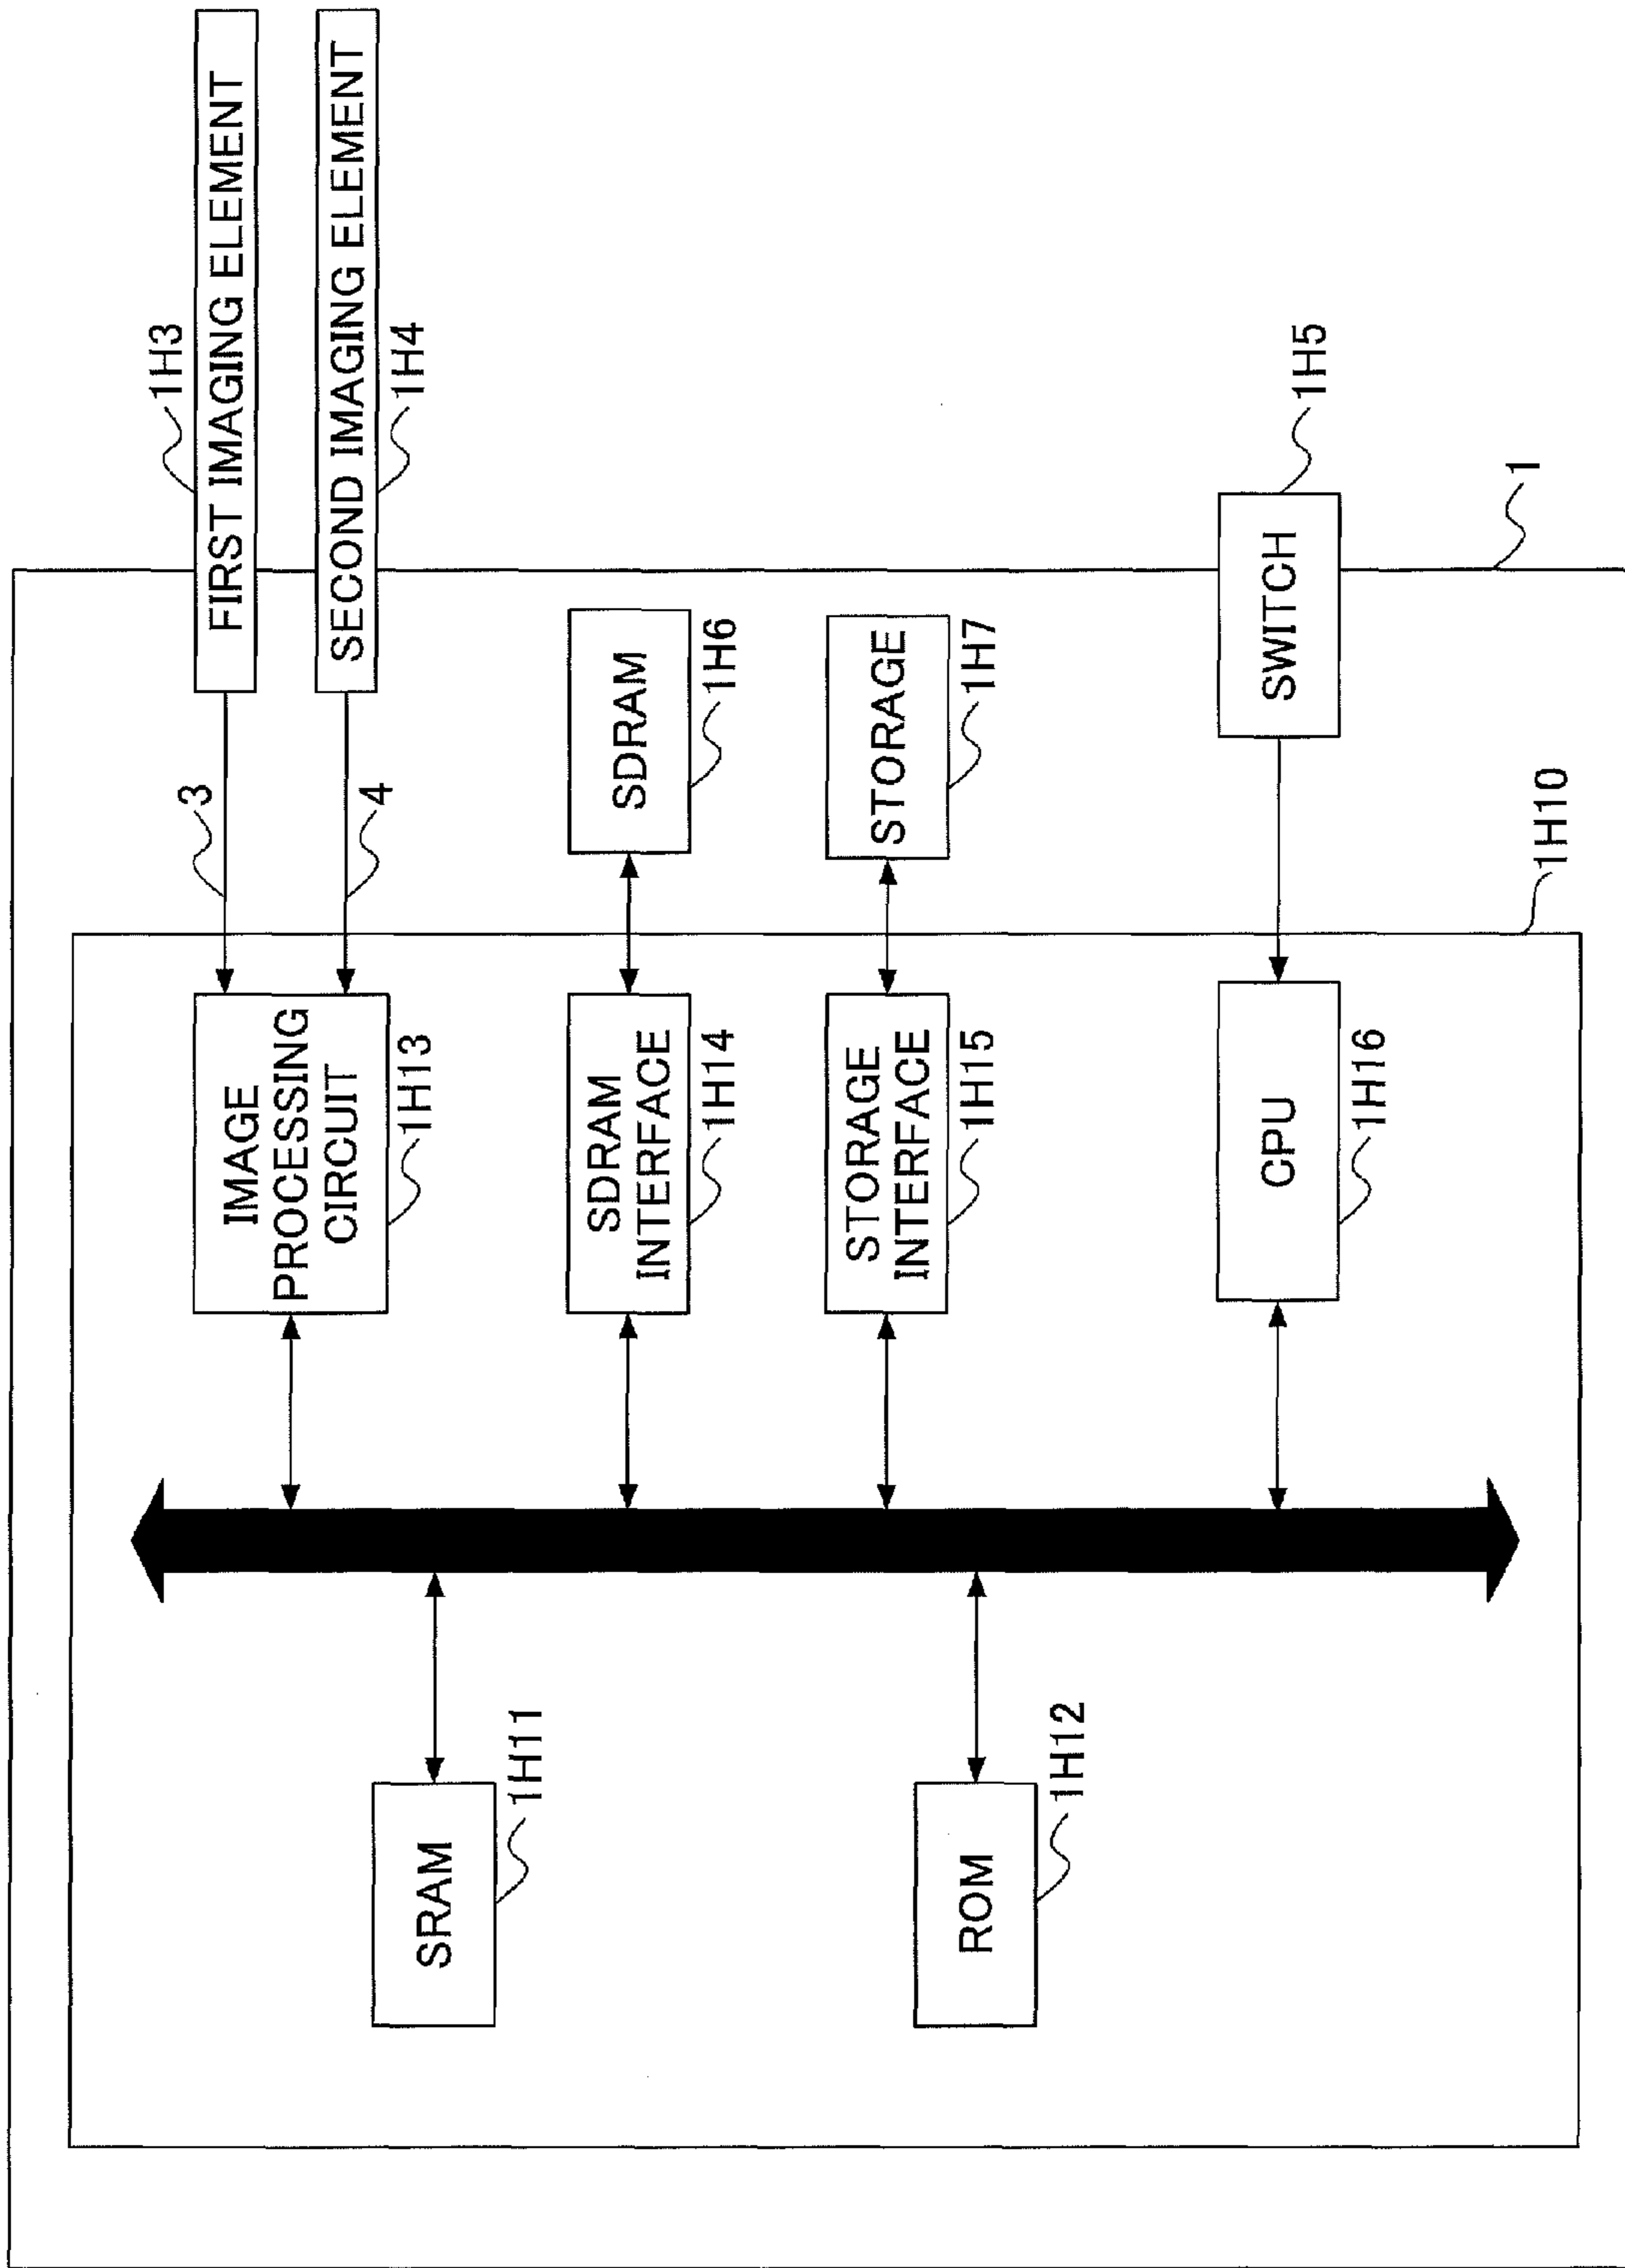 1H3
FIRST IMAGING ELEMENT
SECOND IMAGING ELEMENT
1H4
3
4
IMAGE
PROCESSING
CIRCUIT
1H13
SDRAM
1H6
SDRAM
INTERFACE
1H14
STORAGE
1H7
STORAGE
INTERFACE
1H15
SWITCH
1H5
CPU
1H16
1
1H10
SRAM
1H11
ROM
1H12